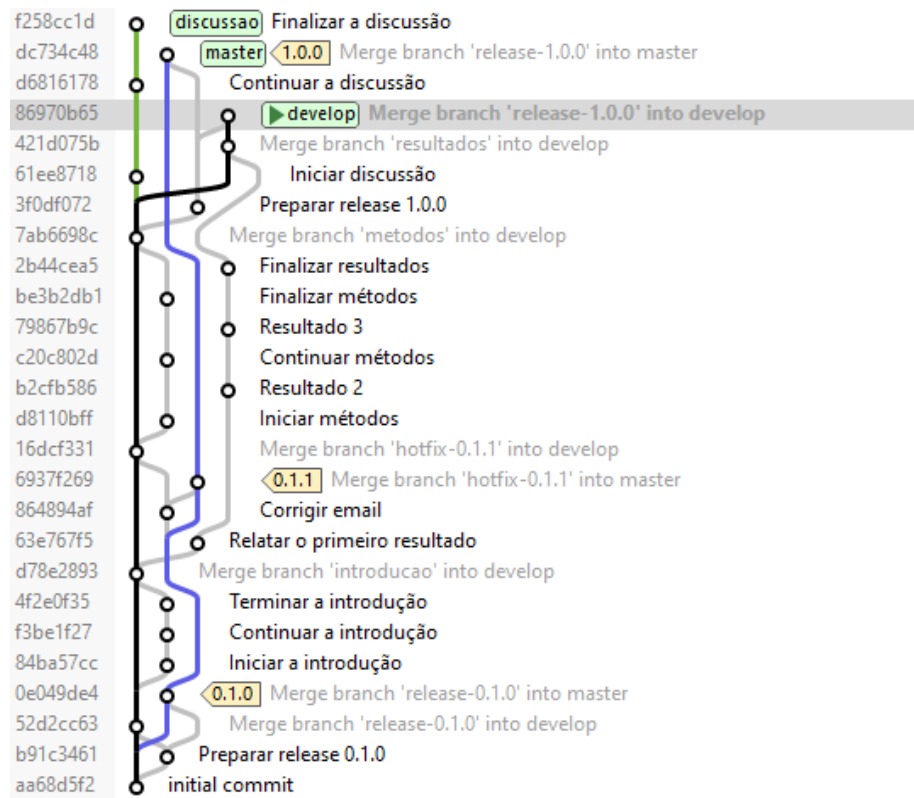 f258cc1d discussao Finalizar a discussão
dc734c48 master 1.0.0 Merge branch 'release-1.0.0' into master
d6816178 Continuar a discussão
86970b65 develop Merge branch 'release-1.0.0' into develop
421d075b Merge branch 'resultados' into develop
61ee8718 Iniciar discussão
3f0df072 Preparar release 1.0.0
7ab6698c Merge branch 'metodos' into develop
2b44cea5 Finalizar resultados
be3b2db1 Finalizar métodos
79867b9c Resultado 3
c20c802d Continuar métodos
b2cfb586 Resultado 2
d8110bff Iniciar métodos
16dcf331 Merge branch 'hotfix-0.1.1' into develop
6937f269 0.1.1 Merge branch 'hotfix-0.1.1' into master
864894af Corrigir email
63e767f5 Relatar o primeiro resultado
d78e2893 Merge branch 'introducao' into develop
4f2e0f35 Terminar a introdução
f3be1f27 Continuar a introdução
84ba57cc Iniciar a introdução
0e049de4 0.1.0 Merge branch 'release-0.1.0' into master
52d2cc63 Merge branch 'release-0.1.0' into develop
b91c3461 Preparar release 0.1.0
aa68d5f2 initial commit